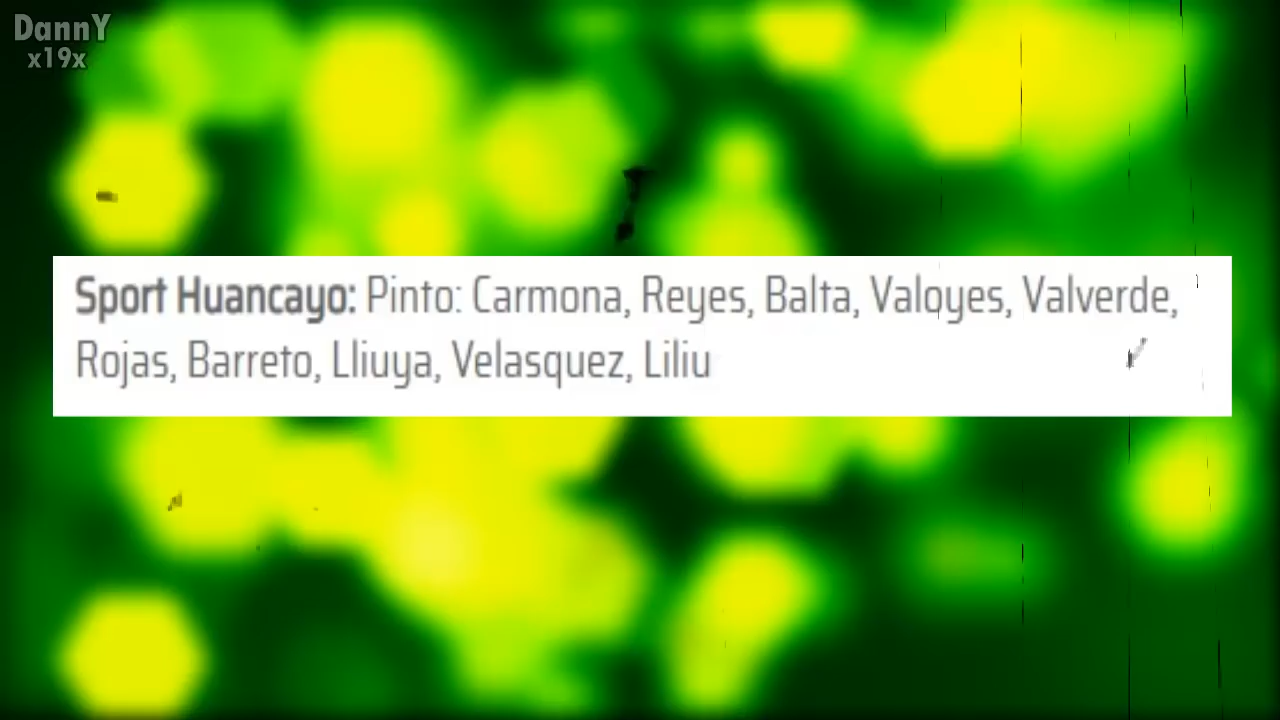 DannY
x19x
Sport Huancayo: Pinto: Carmona, Reyes, Balta, Valoyes, Valverde,
Rojas, Barreto, Lliuya, Velasquez, Liliu